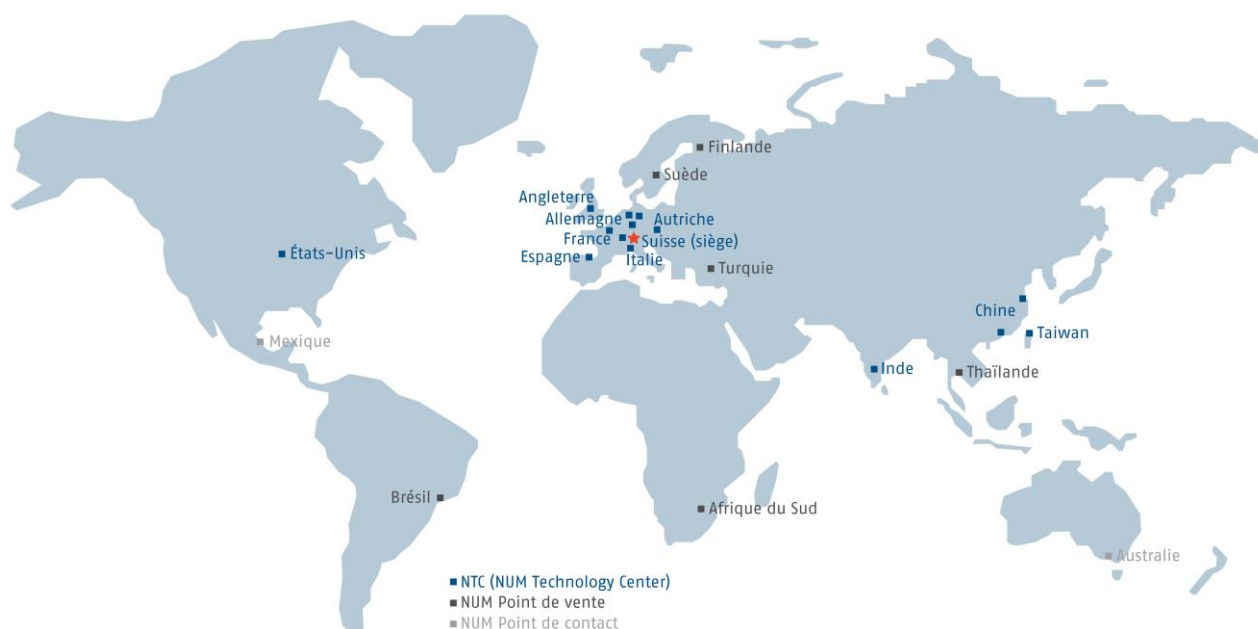 Finlande
Suède
Angleterre
Allemagne
Autriche
France
Suisse (siège)
Espagne
Italie
États-Unis
Turquie
Chine
Mexique
Taiwan
Inde
Thaïlande
Brésil
Afrique du Sud
Australie
NTC (NUM Technology Center)
NUM Point de vente
NUM Point de contact